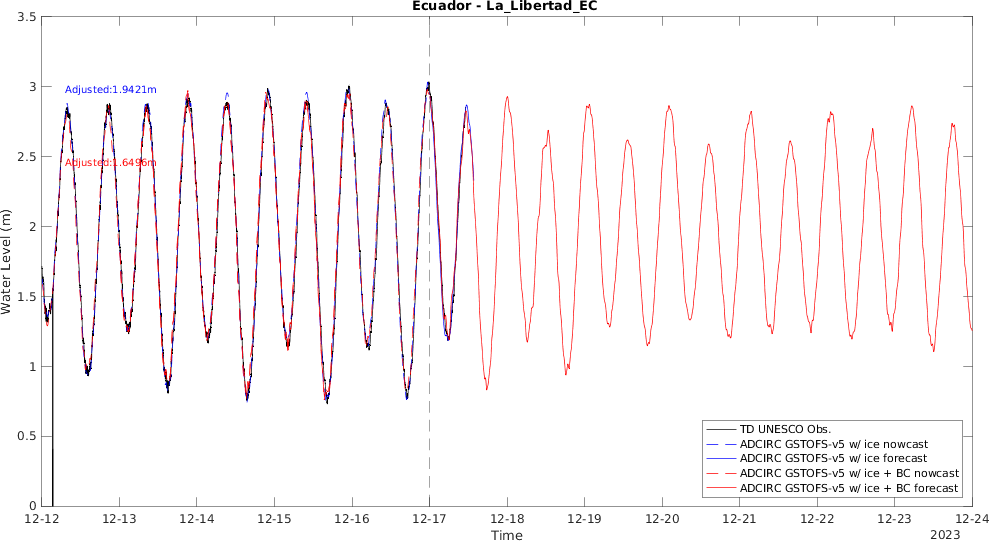 Ecuador - La_Libertad_EC
3.5
3
2.5
2
1.5
1
0.5
0
Water Level (m)
Adjusted:1.9421m
Adjusted:1.6496m
TD UNESCO Obs.
ADCIRC GSTOFS-v5 w/ ice nowcast
ADCIRC GSTOFS-v5 w/ ice forecast
ADCIRC GSTOFS-v5 w/ ice + BC nowcast
ADCIRC GSTOFS-v5 w/ ice + BC forecast
12-12 12-13 12-14 12-15 12-16 12-17 12-18 12-19 12-20 12-21 12-22 12-23 12-24
Time
2023